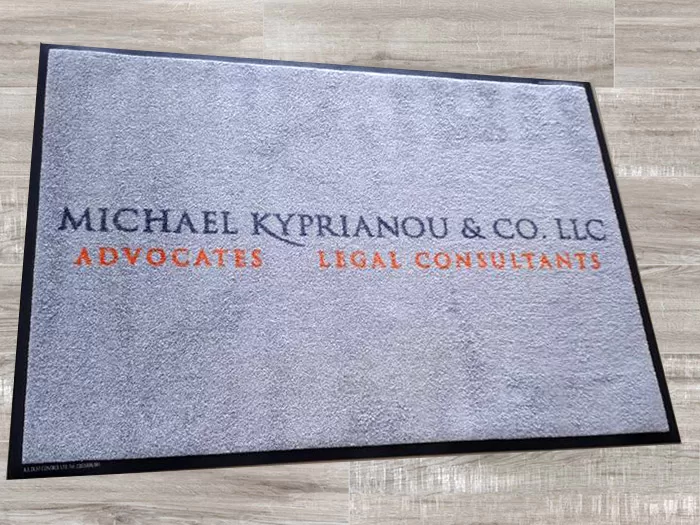 MICHAEL KYPRIANOU & CO. LLC
ADVOCATES LEGAL CONSULTANTS